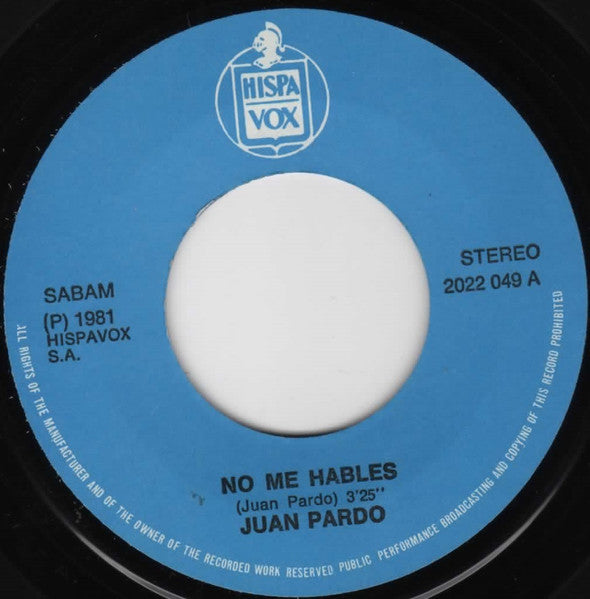 HISPA
VOX
STEREO
2022 049 A
SABAM
(P) 1981
HISPAVOX
S.A.
NO ME HABLES
(Juan Pardo) 3'25''
JUAN PARDO
ALL RIGHTS OF THE MANUFACTURER AND OF THE OWNER OF THE RECORDED WORK RESERVED PUBLIC PERFORMANCE BROADCASTING AND COPYING OF THIS RECORD PROHIBITED